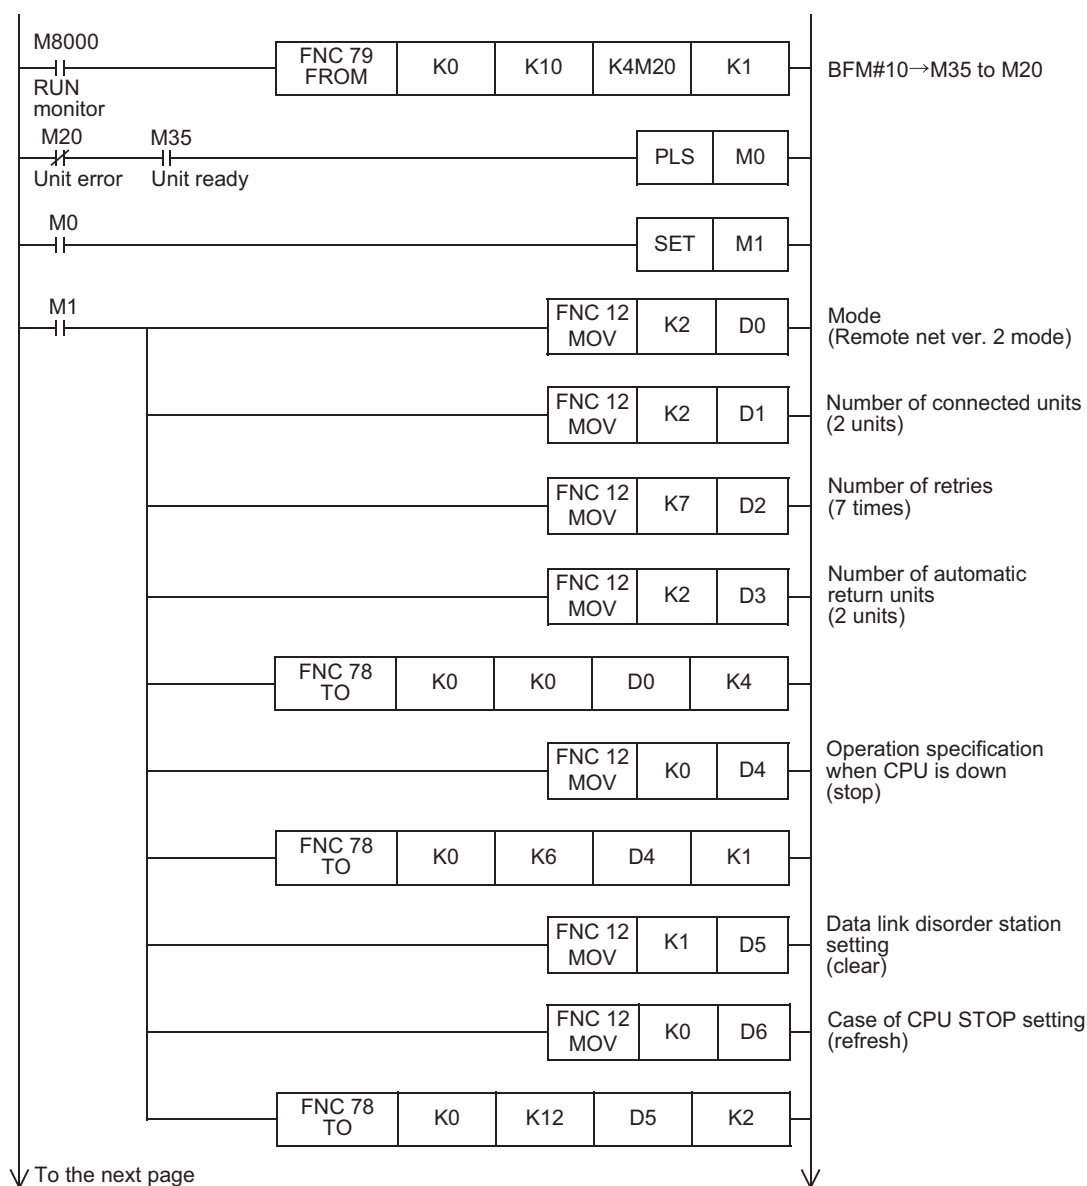 M8000
RUN
monitor
FNC 79
FROM
K0
K10
K4M20
K1
BFM#10→M35 to M20
M20
Unit error
M35
Unit ready
PLS
M0
M0
SET
M1
M1
FNC 12
MOV
K2
D0
Mode
(Remote net ver. 2 mode)
FNC 12
MOV
K2
D1
Number of connected units
(2 units)
FNC 12
MOV
K7
D2
Number of retries
(7 times)
FNC 12
MOV
K2
D3
Number of automatic
return units
(2 units)
FNC 78
TO
K0
K0
D0
K4
FNC 12
MOV
K0
D4
Operation specification
when CPU is down
(stop)
FNC 78
TO
K0
K6
D4
K1
FNC 12
MOV
K1
D5
Data link disorder station
setting
(clear)
FNC 12
MOV
K0
D6
Case of CPU STOP setting
(refresh)
FNC 78
TO
K0
K12
D5
K2
To the next page